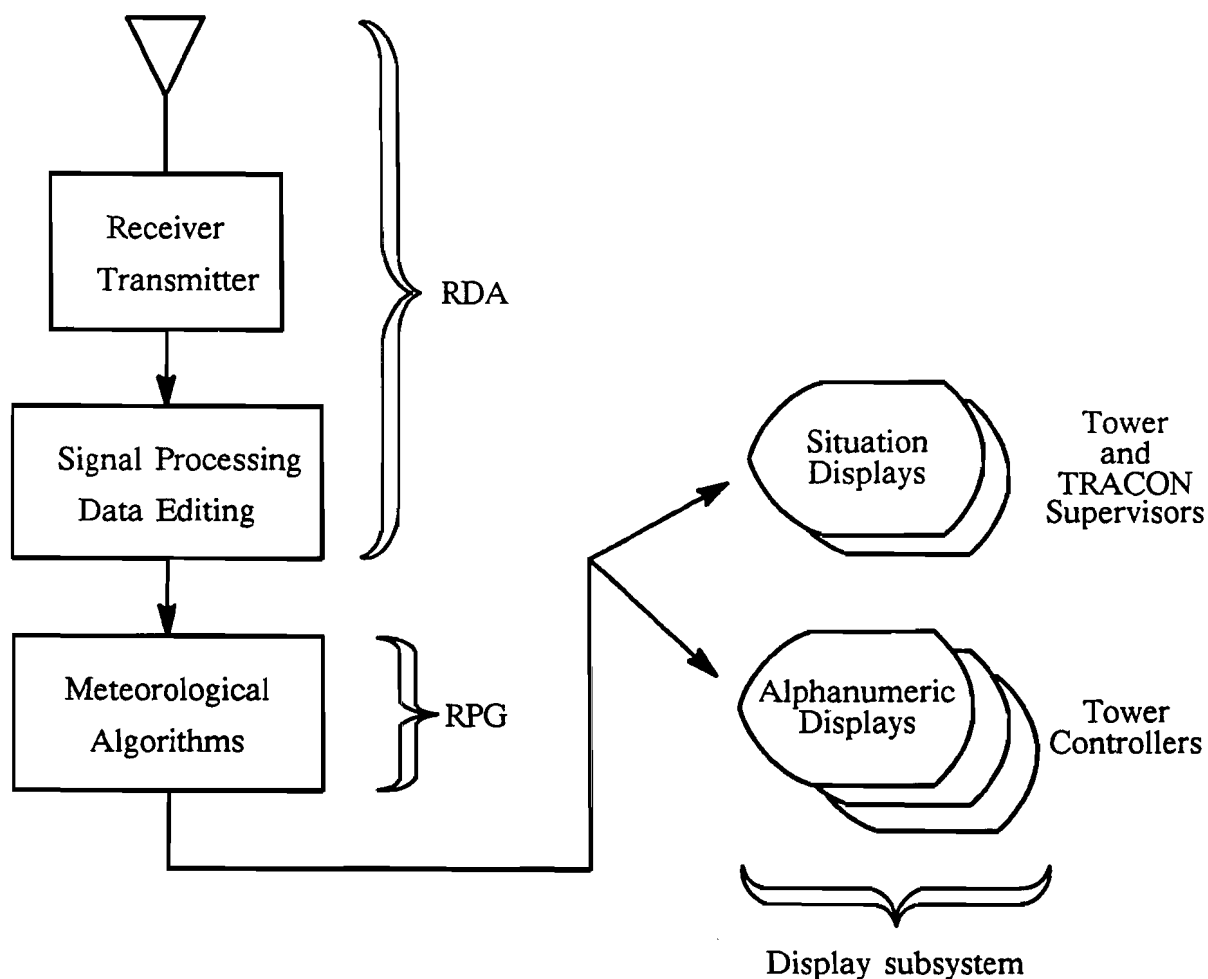 Receiver
Transmitter
RDA
Signal Processing
Data Editing
Meteorological
Algorithms
RPG
Situation
Displays
Tower
and
TRACON
Supervisors
Alphanumeric
Displays
Tower
Controllers
Display subsystem